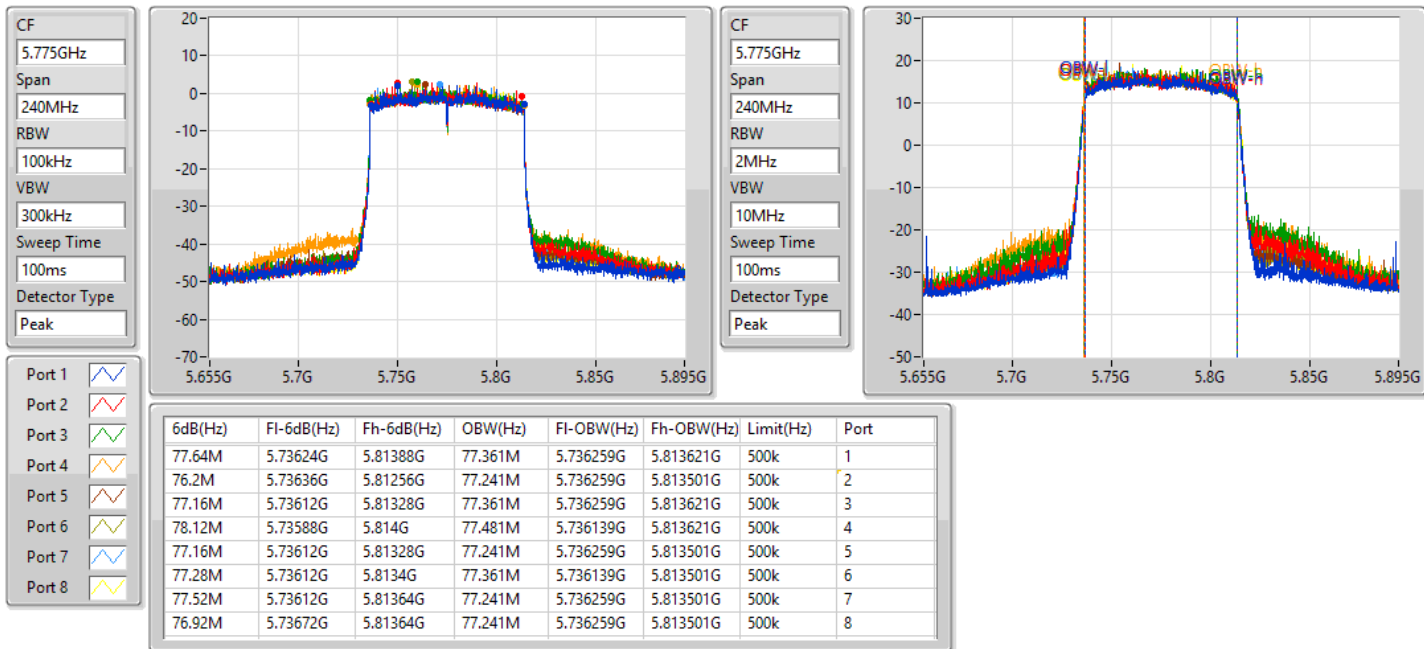 CF
5.775GHz
Span
240MHz
RBW
100kHz
VBW
300kHz
Sweep Time
100ms
Detector Type
Peak
20
10
0
-10
-20
-30
-40
-50
-60
-70
5.655G 5.7G 5.75G 5.8G 5.85G 5.895G
CF
5.775GHz
Span
240MHz
RBW
2MHz
VBW
10MHz
Sweep Time
100ms
Detector Type
Peak
30
20
10
0
-10
-20
-30
-40
-50
OBW-l OBW-h
5.655G 5.7G 5.75G 5.8G 5.85G 5.895G
Port 1
Port 2
Port 3
Port 4
Port 5
Port 6
Port 7
Port 8
6dB(Hz) Fl-6dB(Hz) Fh-6dB(Hz) OBW(Hz) Fl-OBW(Hz) Fh-OBW(Hz) Limit(Hz) Port
77.64M 5.73624G 5.81388G 77.361M 5.736259G 5.813621G 500k 1
76.2M 5.73636G 5.81256G 77.241M 5.736259G 5.813501G 500k 2
77.16M 5.73612G 5.81328G 77.361M 5.736259G 5.813621G 500k 3
78.12M 5.73588G 5.814G 77.481M 5.736139G 5.813621G 500k 4
77.16M 5.73612G 5.81328G 77.241M 5.736259G 5.813501G 500k 5
77.28M 5.73612G 5.8134G 77.361M 5.736139G 5.813501G 500k 6
77.52M 5.73612G 5.81364G 77.241M 5.736259G 5.813501G 500k 7
76.92M 5.73672G 5.81364G 77.241M 5.736259G 5.813501G 500k 8